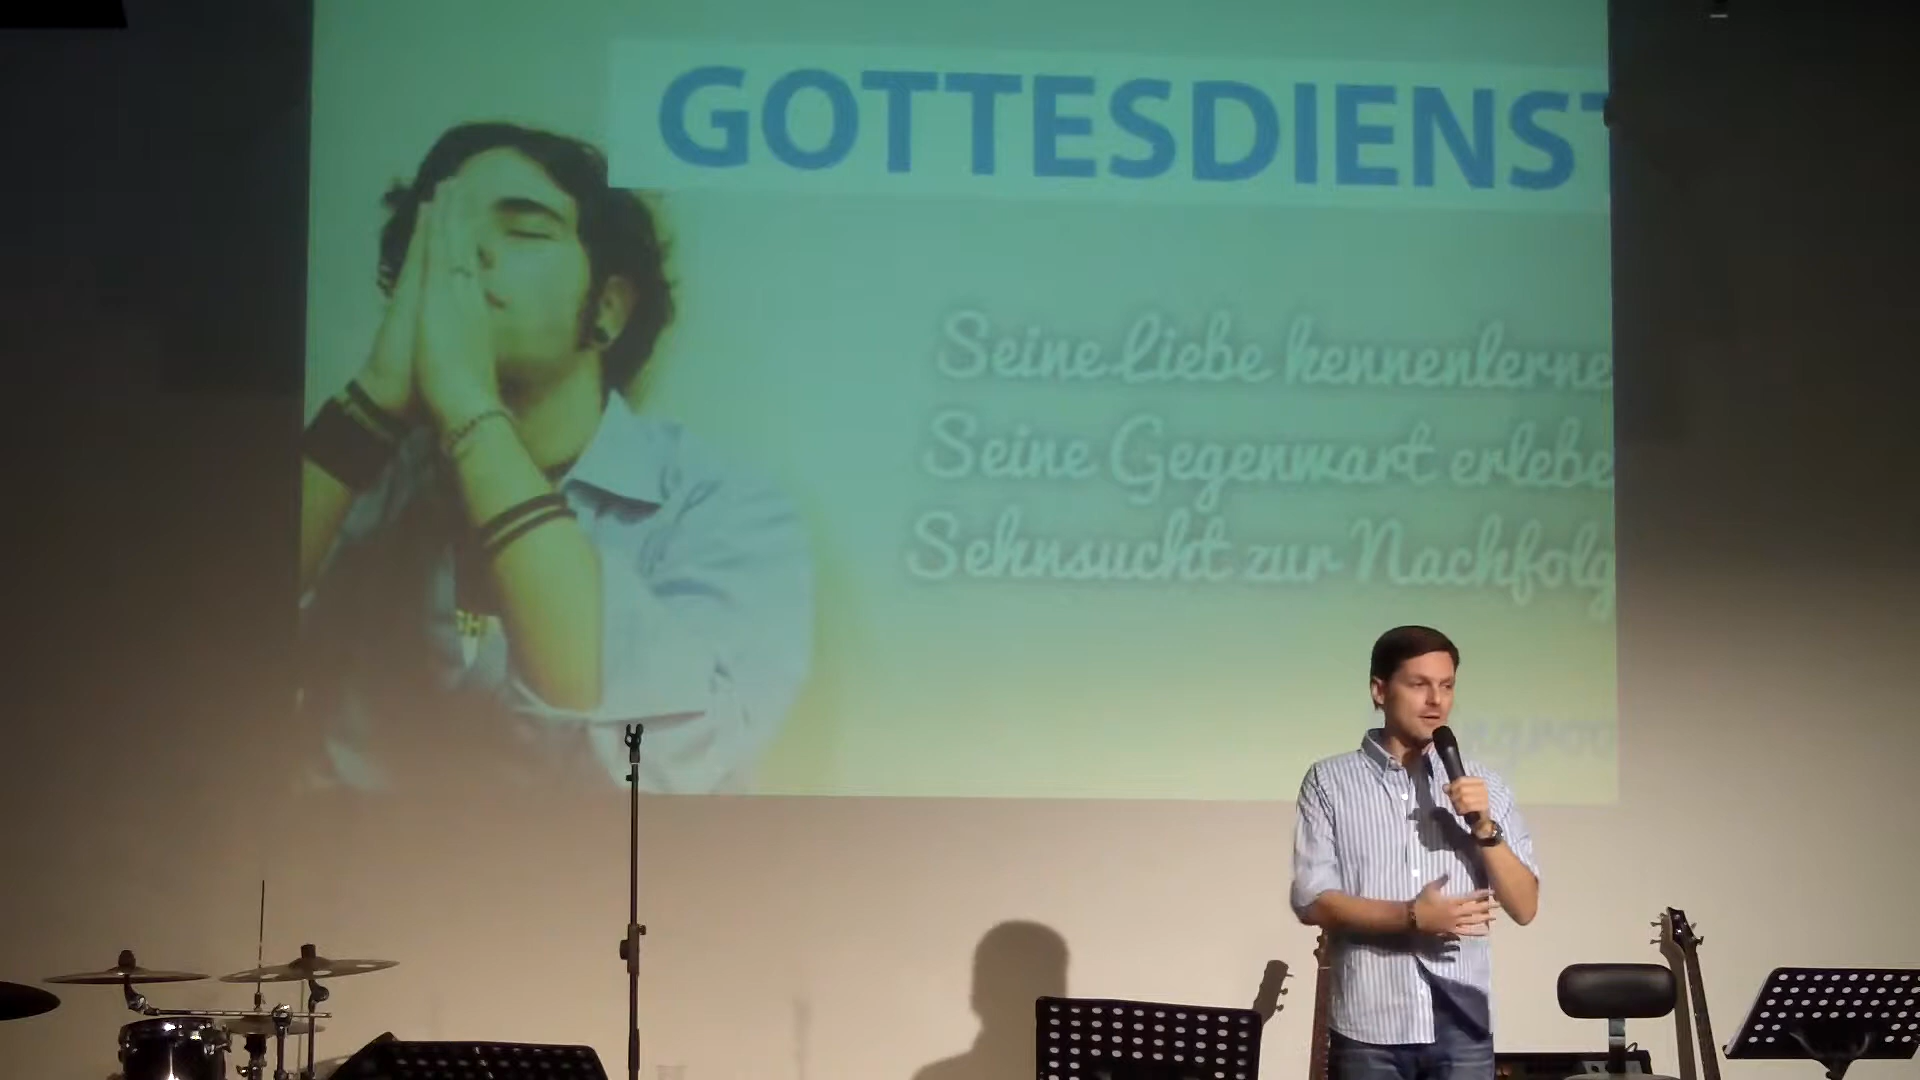 GOTTESDIENST
Seine Liebe kennenlerne
Seine Gegenwart erlebe
Sehnsucht zur Nachfolg